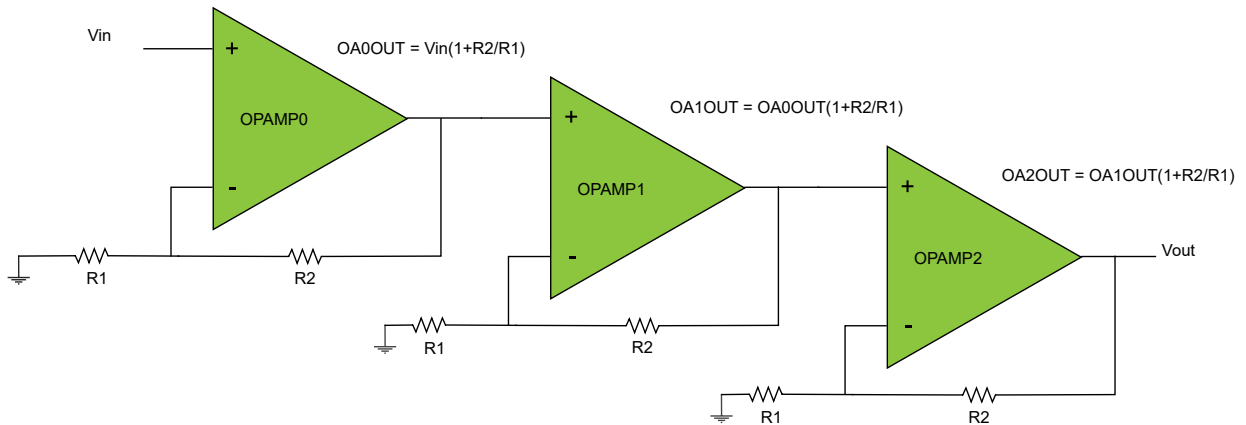 Vin
+
OA0OUT = Vin(1+R2/R1)
OPAMP0
-
R1
R2
OA1OUT = OA0OUT(1+R2/R1)
+
OPAMP1
-
R1
R2
OA2OUT = OA1OUT(1+R2/R1)
+
OPAMP2
Vout
-
R1
R2